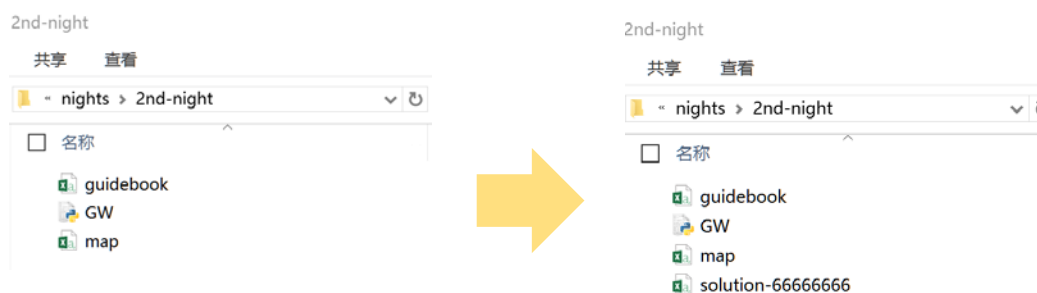 2nd-night
共享 查看
« nights > 2nd-night
名称
guidebook
GW
map
2nd-night
共享 查看
« nights > 2nd-night
名称
guidebook
GW
map
solution-66666666